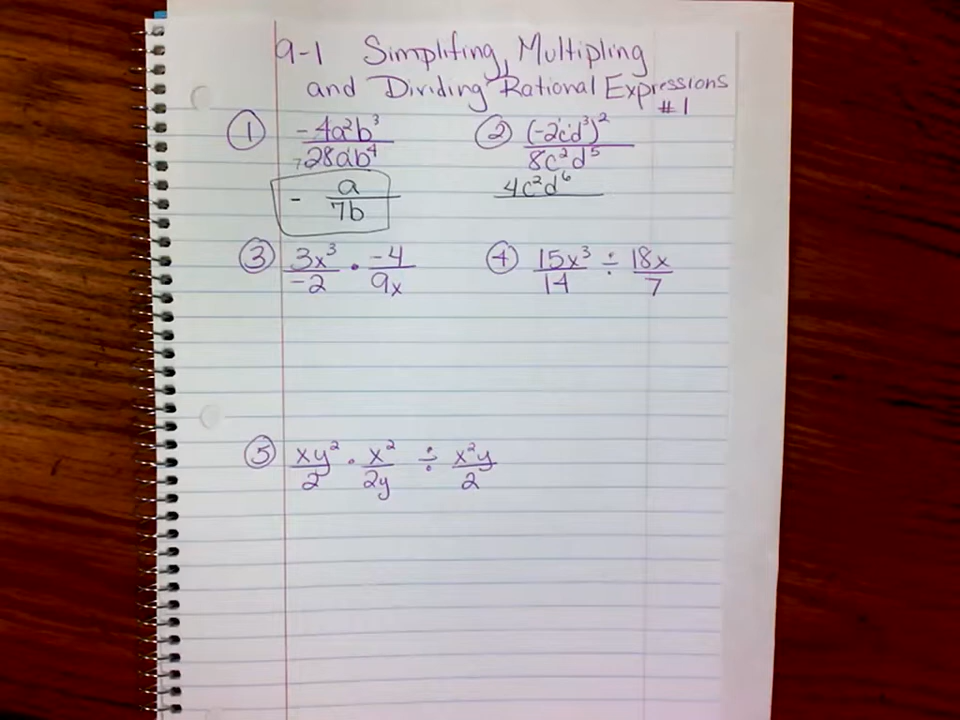 9-1 Simplifing, Multipling
and Dividing Rational Expressions
#1
① -4a²b³ / 28ab⁴
7
- a / 7b
② (-2cd³)² / 8c²d⁵
4c²d⁶
③ 3x³/-2 · -4/9x
④ 15x³/14 ÷ 18x/7
⑤ xy²/2 · x²/2y ÷ x²y/2